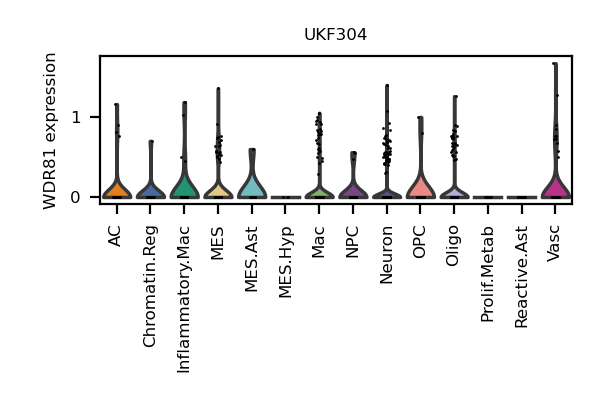 UKF304
WDR81 expression
1
0
AC
Chromatin.Reg
Inflammatory.Mac
MES
MES.Ast
MES.Hyp
Mac
NPC
Neuron
OPC
Oligo
Prolif.Metab
Reactive.Ast
Vasc